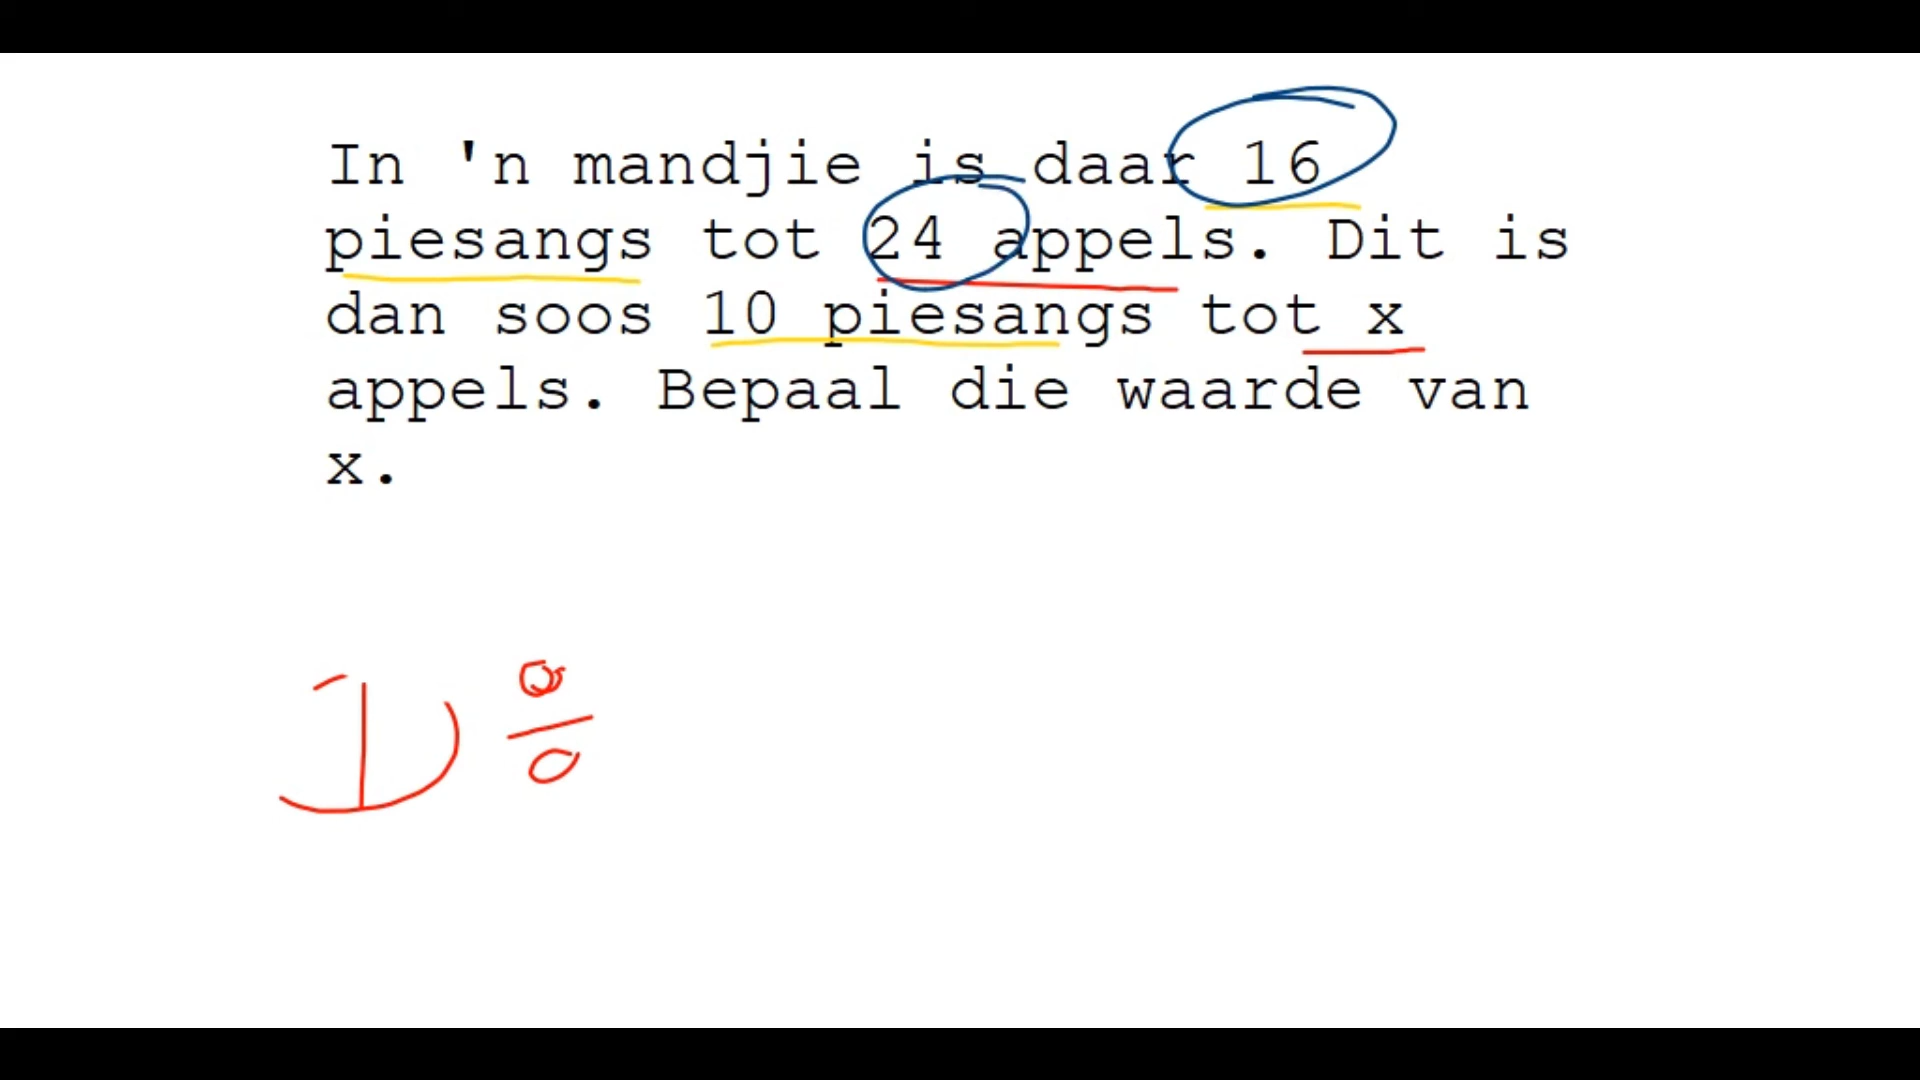 In 'n mandjie is daar 16
piesangs tot 24 appels. Dit is
dan soos 10 piesangs tot x
appels. Bepaal die waarde van
x.